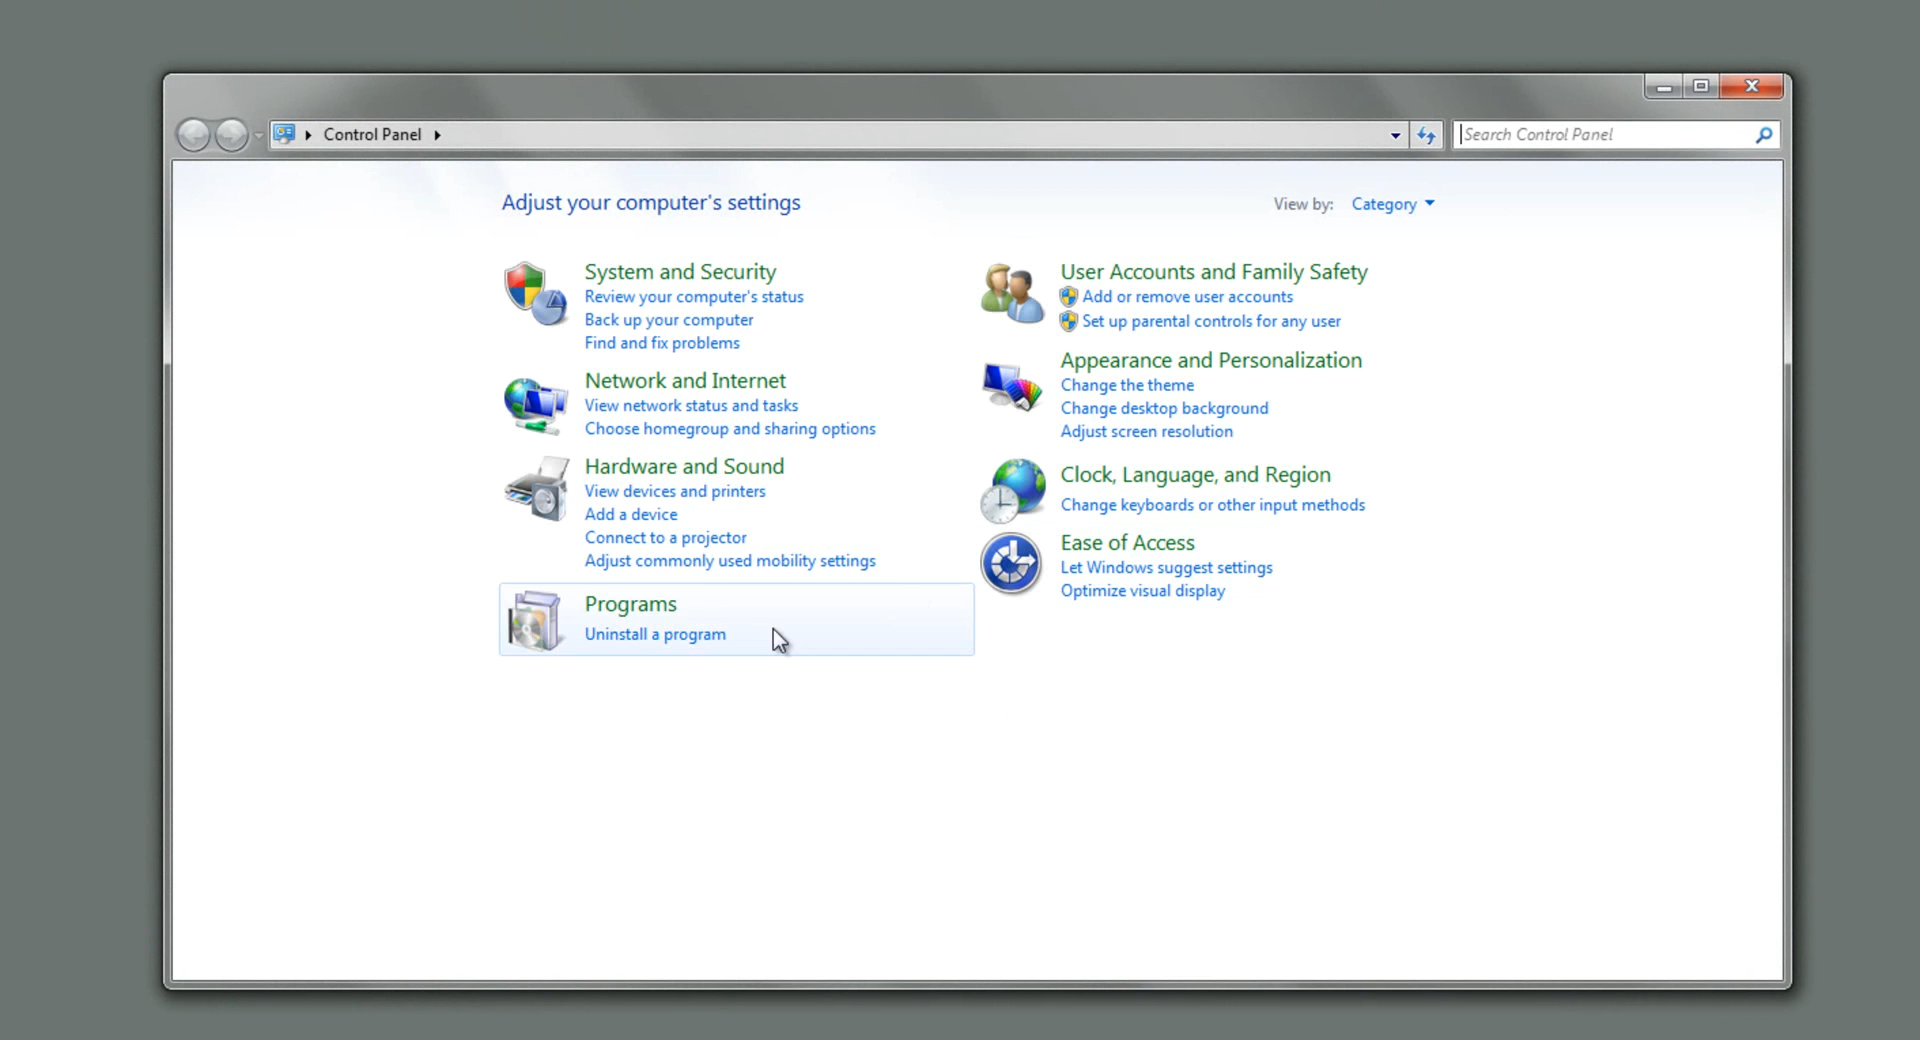 Control Panel
Search Control Panel
Adjust your computer's settings
View by: Category
System and Security
Review your computer's status
Back up your computer
Find and fix problems
Network and Internet
View network status and tasks
Choose homegroup and sharing options
Hardware and Sound
View devices and printers
Add a device
Connect to a projector
Adjust commonly used mobility settings
Programs
Uninstall a program
User Accounts and Family Safety
Add or remove user accounts
Set up parental controls for any user
Appearance and Personalization
Change the theme
Change desktop background
Adjust screen resolution
Clock, Language, and Region
Change keyboards or other input methods
Ease of Access
Let Windows suggest settings
Optimize visual display